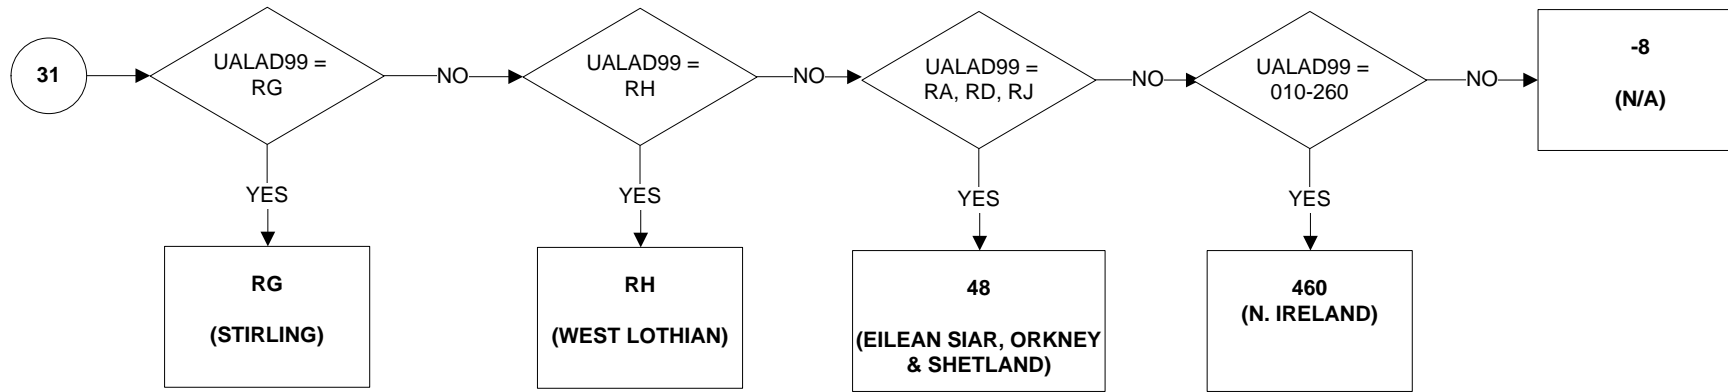 31
UALAD99 =
RG
NO
UALAD99 =
RH
NO
UALAD99 =
RA, RD, RJ
NO
UALAD99 =
010-260
NO
-8
(N/A)
YES
YES
YES
YES
RG
(STIRLING)
RH
(WEST LOTHIAN)
48
(EILEAN SIAR, ORKNEY
& SHETLAND)
460
(N. IRELAND)